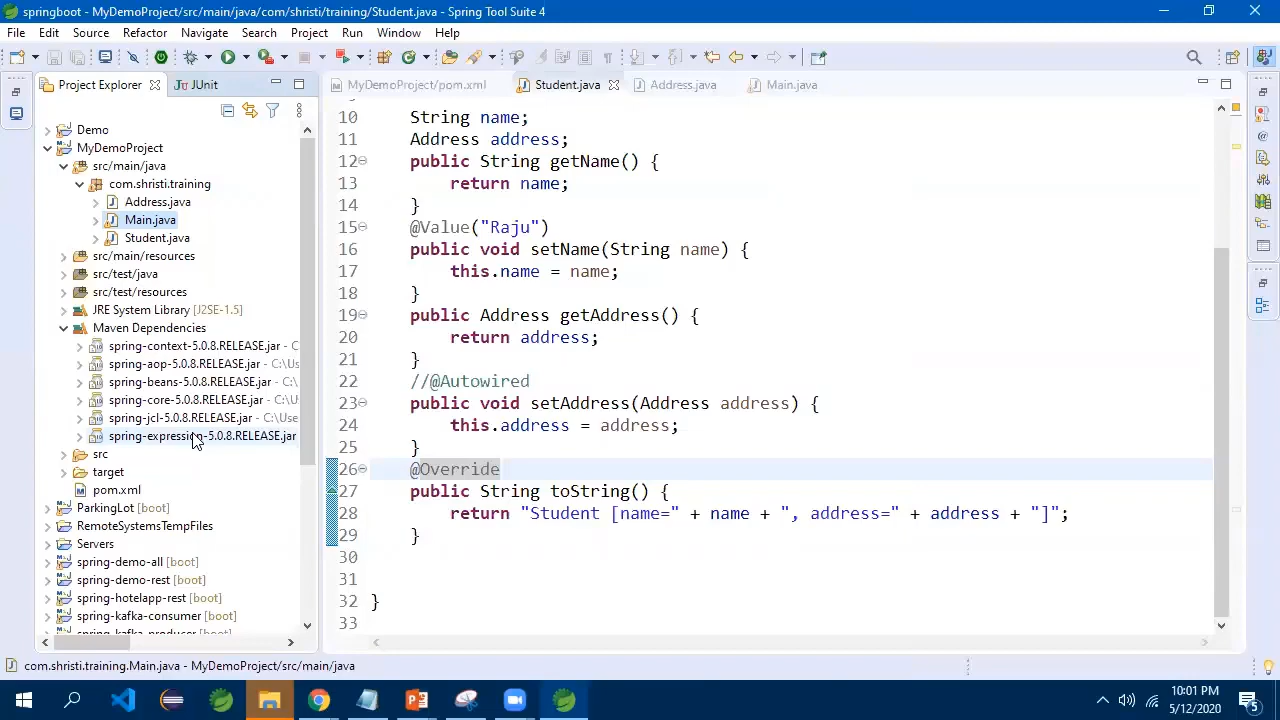 springboot - MyDemoProject/src/main/java/com/shristi/training/Student.java - Spring Tool Suite 4
File Edit Source Refactor Navigate Search Project Run Window Help
Project Explorer
JUnit
MyDemoProject/pom.xml
Student.java
Address.java
Main.java
Demo
MyDemoProject
src/main/java
com.shristi.training
Address.java
Main.java
Student.java
src/main/resources
src/test/java
src/test/resources
JRE System Library [J2SE-1.5]
Maven Dependencies
spring-context-5.0.8.RELEASE.jar - C
spring-aop-5.0.8.RELEASE.jar - C:\Us
spring-beans-5.0.8.RELEASE.jar - C:\
spring-core-5.0.8.RELEASE.jar - C:\U
spring-jcl-5.0.8.RELEASE.jar - C:\Use
spring-expression-5.0.8.RELEASE.jar
src
target
pom.xml
ParkingLot [boot]
RemoteSystemsTempFiles
Servers
spring-demo-all [boot]
spring-demo-rest [boot]
spring-hotelapp-rest [boot]
spring-kafka-consumer [boot]
spring-kafka-producer [boot]
10 String name;
11 Address address;
12 public String getName() {
13 return name;
14 }
15 @Value("Raju")
16 public void setName(String name) {
17 this.name = name;
18 }
19 public Address getAddress() {
20 return address;
21 }
22 //@Autowired
23 public void setAddress(Address address) {
24 this.address = address;
25 }
26 @Override
27 public String toString() {
28 return "Student [name=" + name + ", address=" + address + "]";
29 }
30
31
32 }
33
com.shristi.training.Main.java - MyDemoProject/src/main/java
10:01 PM
5/12/2020
5